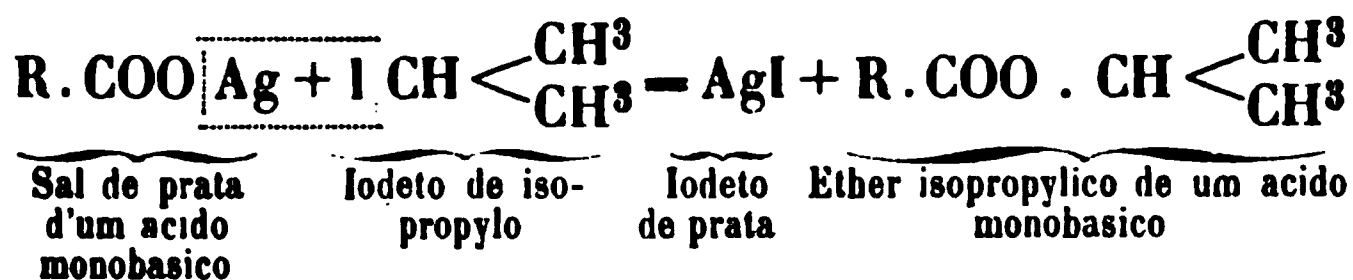 R.COO Ag + I CH < CH³ CH³ = AgI + R.COO . CH < CH³ CH³
Sal de prata d'um acido monobasico
Iodeto de iso-
propylo
Iodeto
de prata
Ether isopropylico de um acido
monobasico